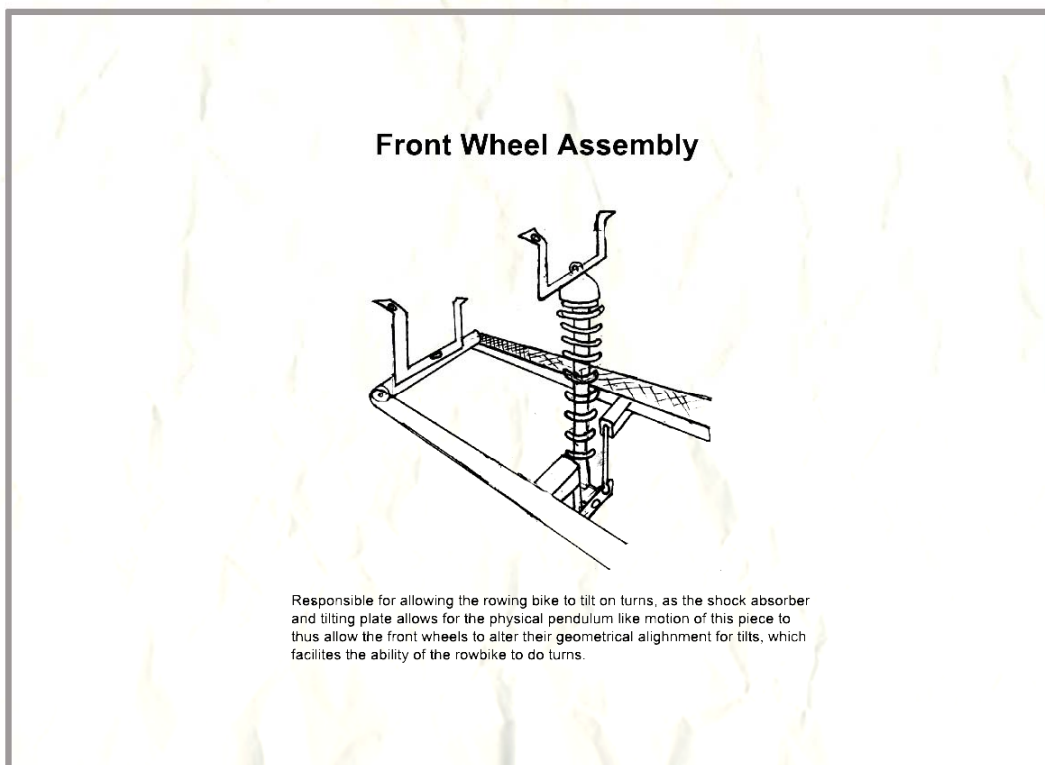 Front Wheel Assembly
Responsible for allowing the rowing bike to tilt on turns, as the shock absorber
and tilting plate allows for the physical pendulum like motion of this piece to
thus allow the front wheels to alter their geometrical alighnment for tilts, which
facilites the ability of the rowbike to do turns.